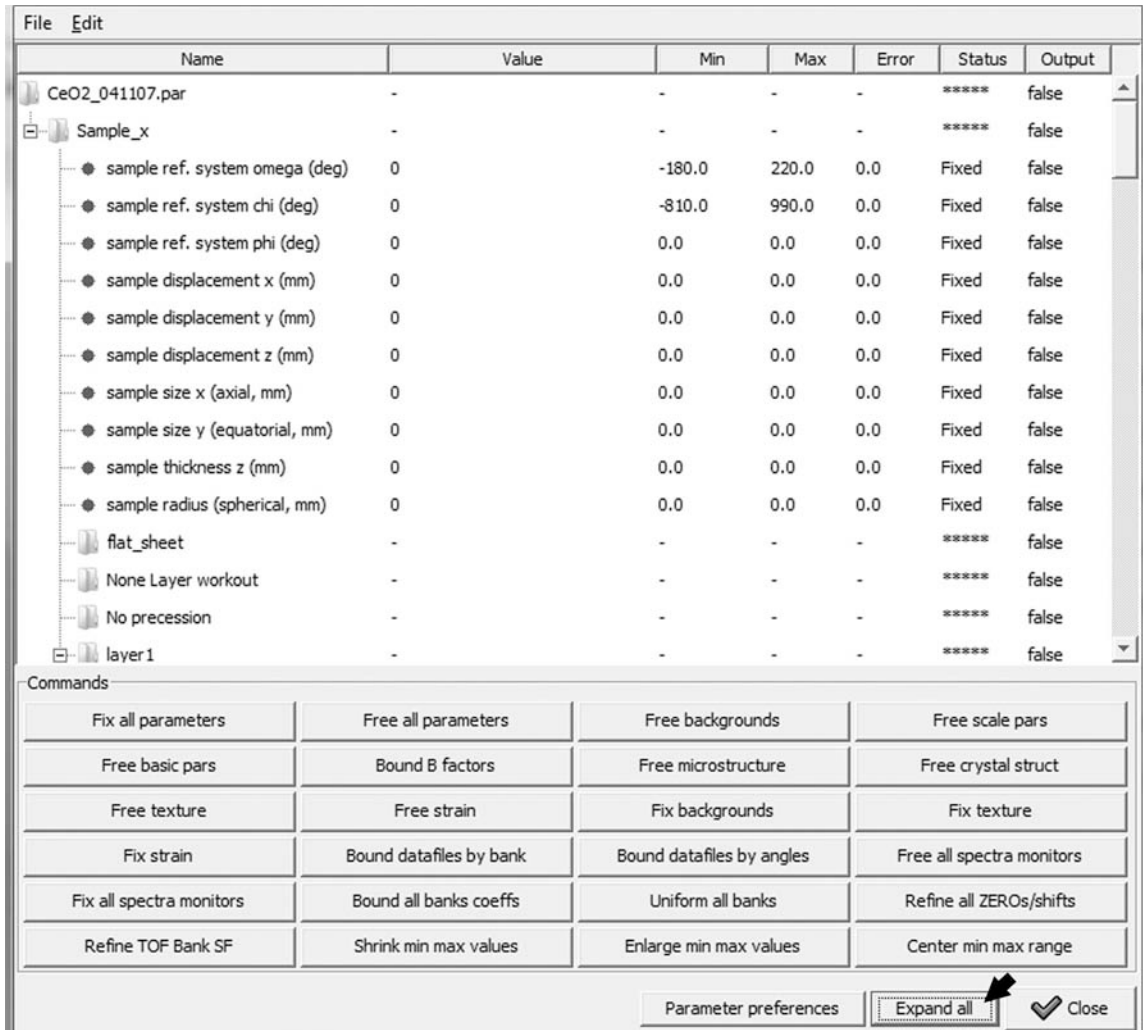 File Edit
Name Value Min Max Error Status Output
CeO2_041107.par - - - - ***** false
Sample_x - - - - ***** false
sample ref. system omega (deg) 0 -180.0 220.0 0.0 Fixed false
sample ref. system chi (deg) 0 -810.0 990.0 0.0 Fixed false
sample ref. system phi (deg) 0 0.0 0.0 0.0 Fixed false
sample displacement x (mm) 0 0.0 0.0 0.0 Fixed false
sample displacement y (mm) 0 0.0 0.0 0.0 Fixed false
sample displacement z (mm) 0 0.0 0.0 0.0 Fixed false
sample size x (axial, mm) 0 0.0 0.0 0.0 Fixed false
sample size y (equatorial, mm) 0 0.0 0.0 0.0 Fixed false
sample thickness z (mm) 0 0.0 0.0 0.0 Fixed false
sample radius (spherical, mm) 0 0.0 0.0 0.0 Fixed false
flat_sheet - - - - ***** false
None Layer workout - - - - ***** false
No precession - - - - ***** false
layer1 - - - - ***** false
Commands
Fix all parameters Free all parameters Free backgrounds Free scale pars
Free basic pars Bound B factors Free microstructure Free crystal struct
Free texture Free strain Fix backgrounds Fix texture
Fix strain Bound datafiles by bank Bound datafiles by angles Free all spectra monitors
Fix all spectra monitors Bound all banks coeffs Uniform all banks Refine all ZEROs/shifts
Refine TOF Bank SF Shrink min max values Enlarge min max values Center min max range
Parameter preferences Expand all Close